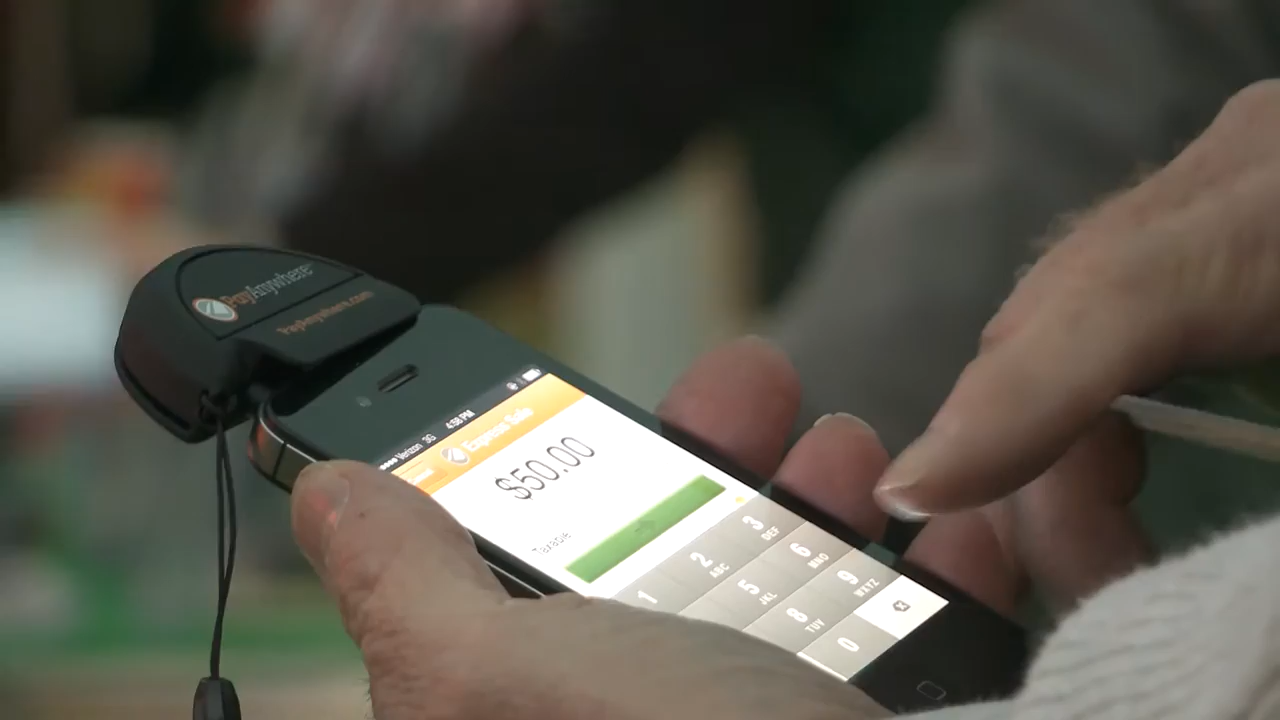 PayAnywhere
PayAnywhere.com
Verizon 3G 4:58 PM
Express Sale
$50.00
Taxable
1
2 ABC
3 DEF
5 JKL
6 MNO
8 TUV
9 WXYZ
0